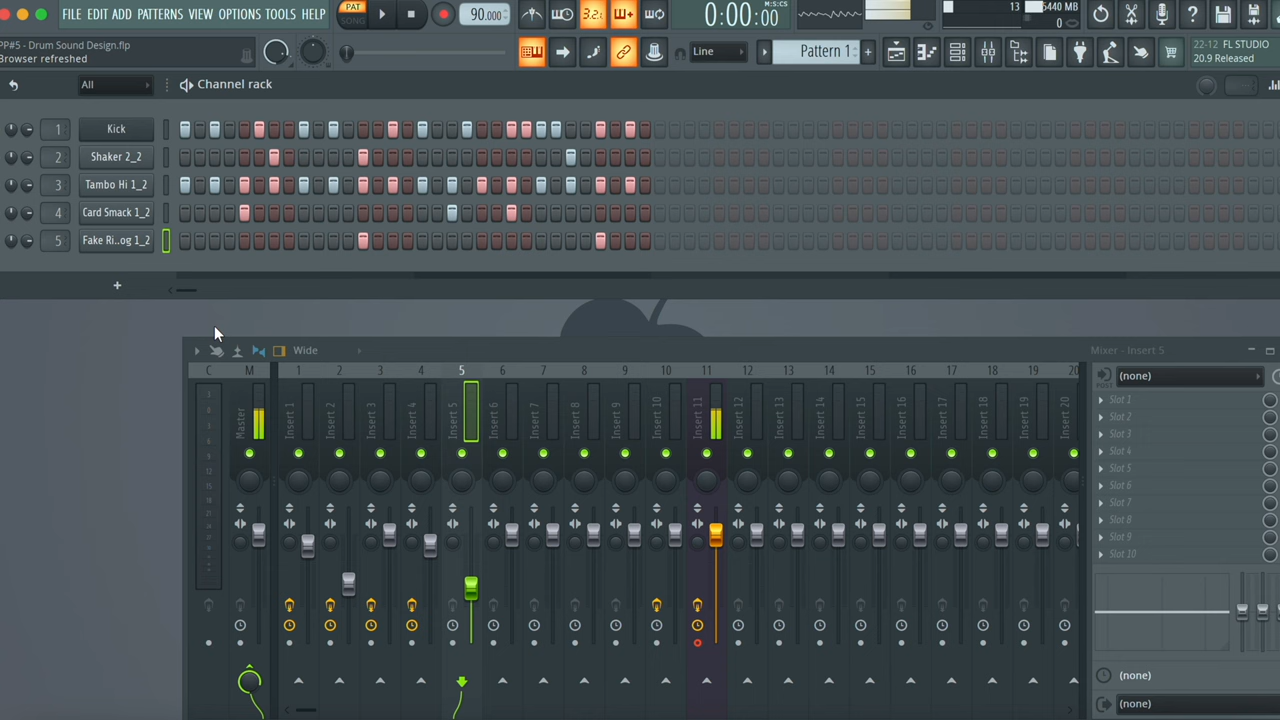 FILE EDIT ADD PATTERNS VIEW OPTIONS TOOLS HELP
PAT
SONG
90.000
3.2
0:00:00
M:S:CS
13
5440 MB
0
PP#5 - Drum Sound Design.flp
Browser refreshed
Line
Pattern 1
22-12 FL STUDIO
20.9 Released
All
Channel rack
1 Kick
2 Shaker 2_2
3 Tambo Hi 1_2
4 Card Smack 1_2
5 Fake Ri..og 1_2
+
Wide
Mixer - Insert 5
C M 1 2 3 4 5 6 7 8 9 10 11 12 13 14 15 16 17 18 19 20
Master
Insert 1
Insert 2
Insert 3
Insert 4
Insert 5
Insert 6
Insert 7
Insert 8
Insert 9
Insert 10
Insert 11
Insert 12
Insert 13
Insert 14
Insert 15
Insert 16
Insert 17
Insert 18
Insert 19
Insert 20
POST
(none)
Slot 1
Slot 2
Slot 3
Slot 4
Slot 5
Slot 6
Slot 7
Slot 8
Slot 9
Slot 10
(none)
(none)